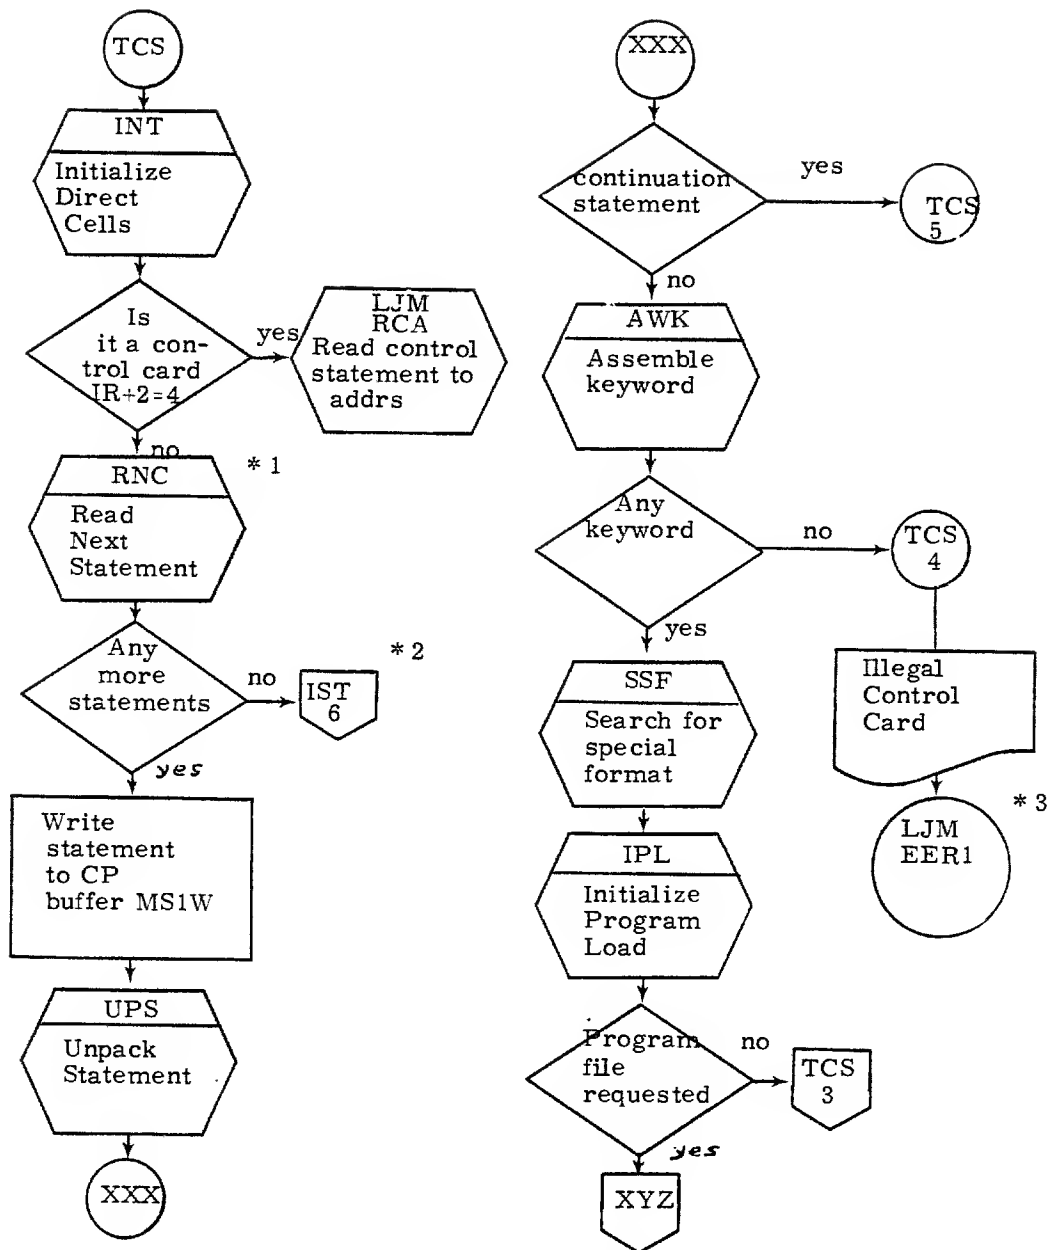 TCS
INT
Initialize
Direct
Cells
Is
it a con-
trol card
IR+2=4
yes
LJM
RCA
Read control
statement to
addrs
no
RNC
* 1
Read
Next
Statement
Any
more
statements
no
* 2
IST
6
yes
Write
statement
to CP
buffer MS1W
UPS
Unpack
Statement
XXX
XXX
continuation
statement
yes
TCS
5
no
AWK
Assemble
keyword
Any
keyword
no
TCS
4
yes
Illegal
Control
Card
* 3
LJM
EER1
SSF
Search for
special
format
IPL
Initialize
Program
Load
Program
file
requested
no
TCS
3
yes
XYZ